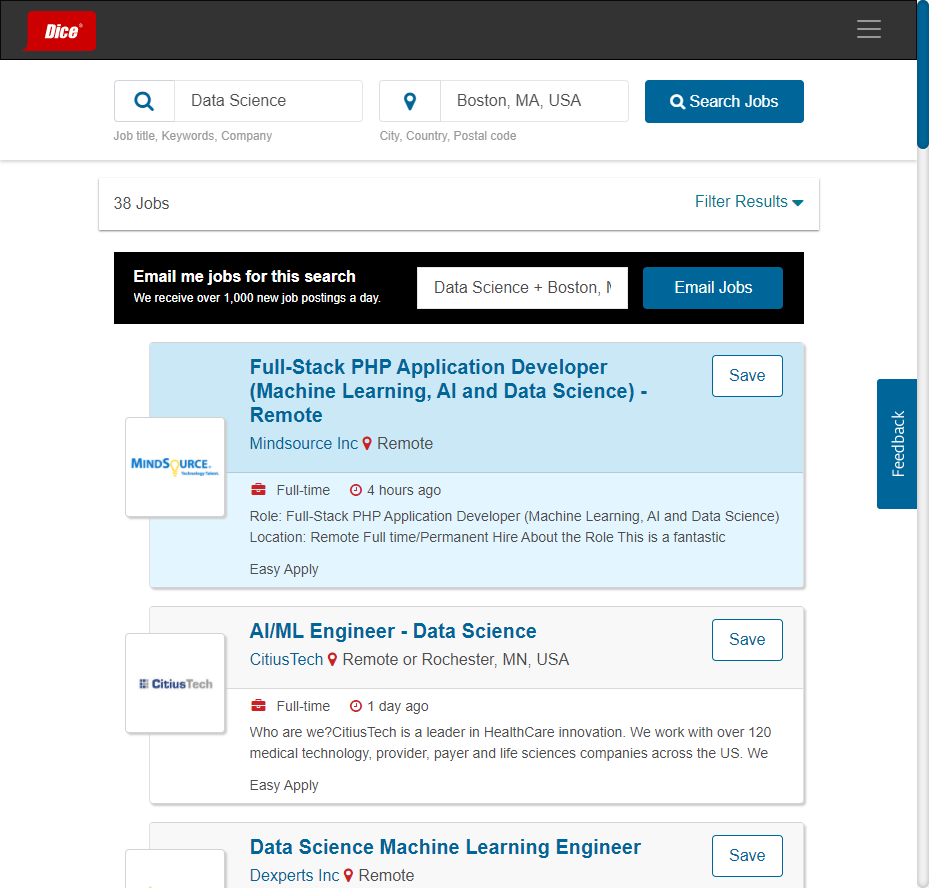 Dice
Data Science
Boston, MA, USA
Search Jobs
Job title, Keywords, Company
City, Country, Postal code
38 Jobs
Filter Results
Email me jobs for this search
We receive over 1,000 new job postings a day.
Data Science + Boston, M
Email Jobs
Full-Stack PHP Application Developer
(Machine Learning, AI and Data Science) -
Remote
Save
Mindsource Inc Remote
MINDSOURCE.
Technology Talent.
Full-time 4 hours ago
Role: Full-Stack PHP Application Developer (Machine Learning, AI and Data Science)
Location: Remote Full time/Permanent Hire About the Role This is a fantastic
Easy Apply
Feedback
AI/ML Engineer - Data Science
Save
CitiusTech Remote or Rochester, MN, USA
CitiusTech
Full-time 1 day ago
Who are we?CitiusTech is a leader in HealthCare innovation. We work with over 120
medical technology, provider, payer and life sciences companies across the US. We
Easy Apply
Data Science Machine Learning Engineer
Save
Dexperts Inc Remote